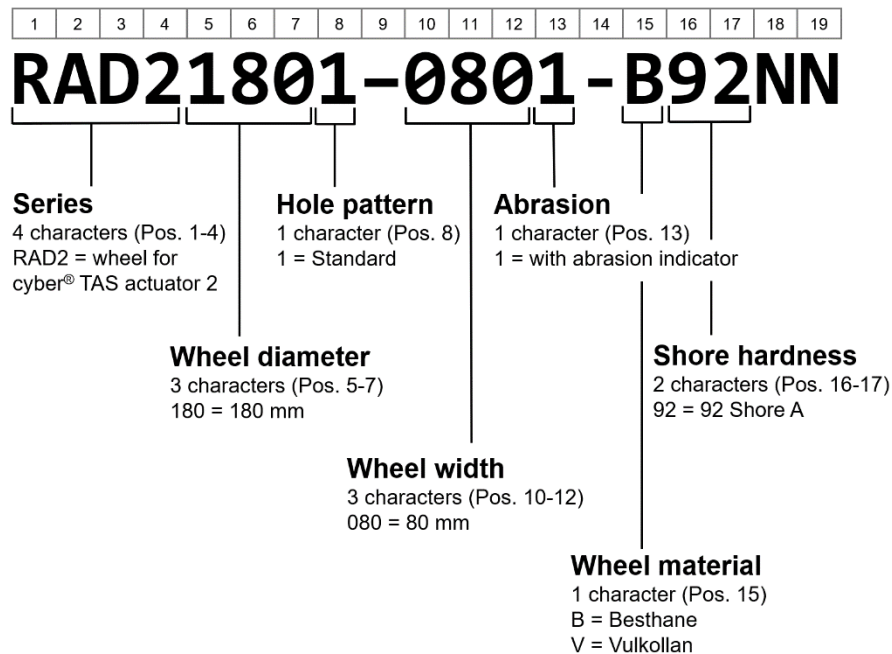 1 2 3 4 5 6 7 8 9 10 11 12 13 14 15 16 17 18 19
RAD21801-0801-B92NN
Series
4 characters (Pos. 1-4)
RAD2 = wheel for
cyber® TAS actuator 2
Hole pattern
1 character (Pos. 8)
1 = Standard
Abrasion
1 character (Pos. 13)
1 = with abrasion indicator
Wheel diameter
3 characters (Pos. 5-7)
180 = 180 mm
Shore hardness
2 characters (Pos. 16-17)
92 = 92 Shore A
Wheel width
3 characters (Pos. 10-12)
080 = 80 mm
Wheel material
1 character (Pos. 15)
B = Besthane
V = Vulkollan